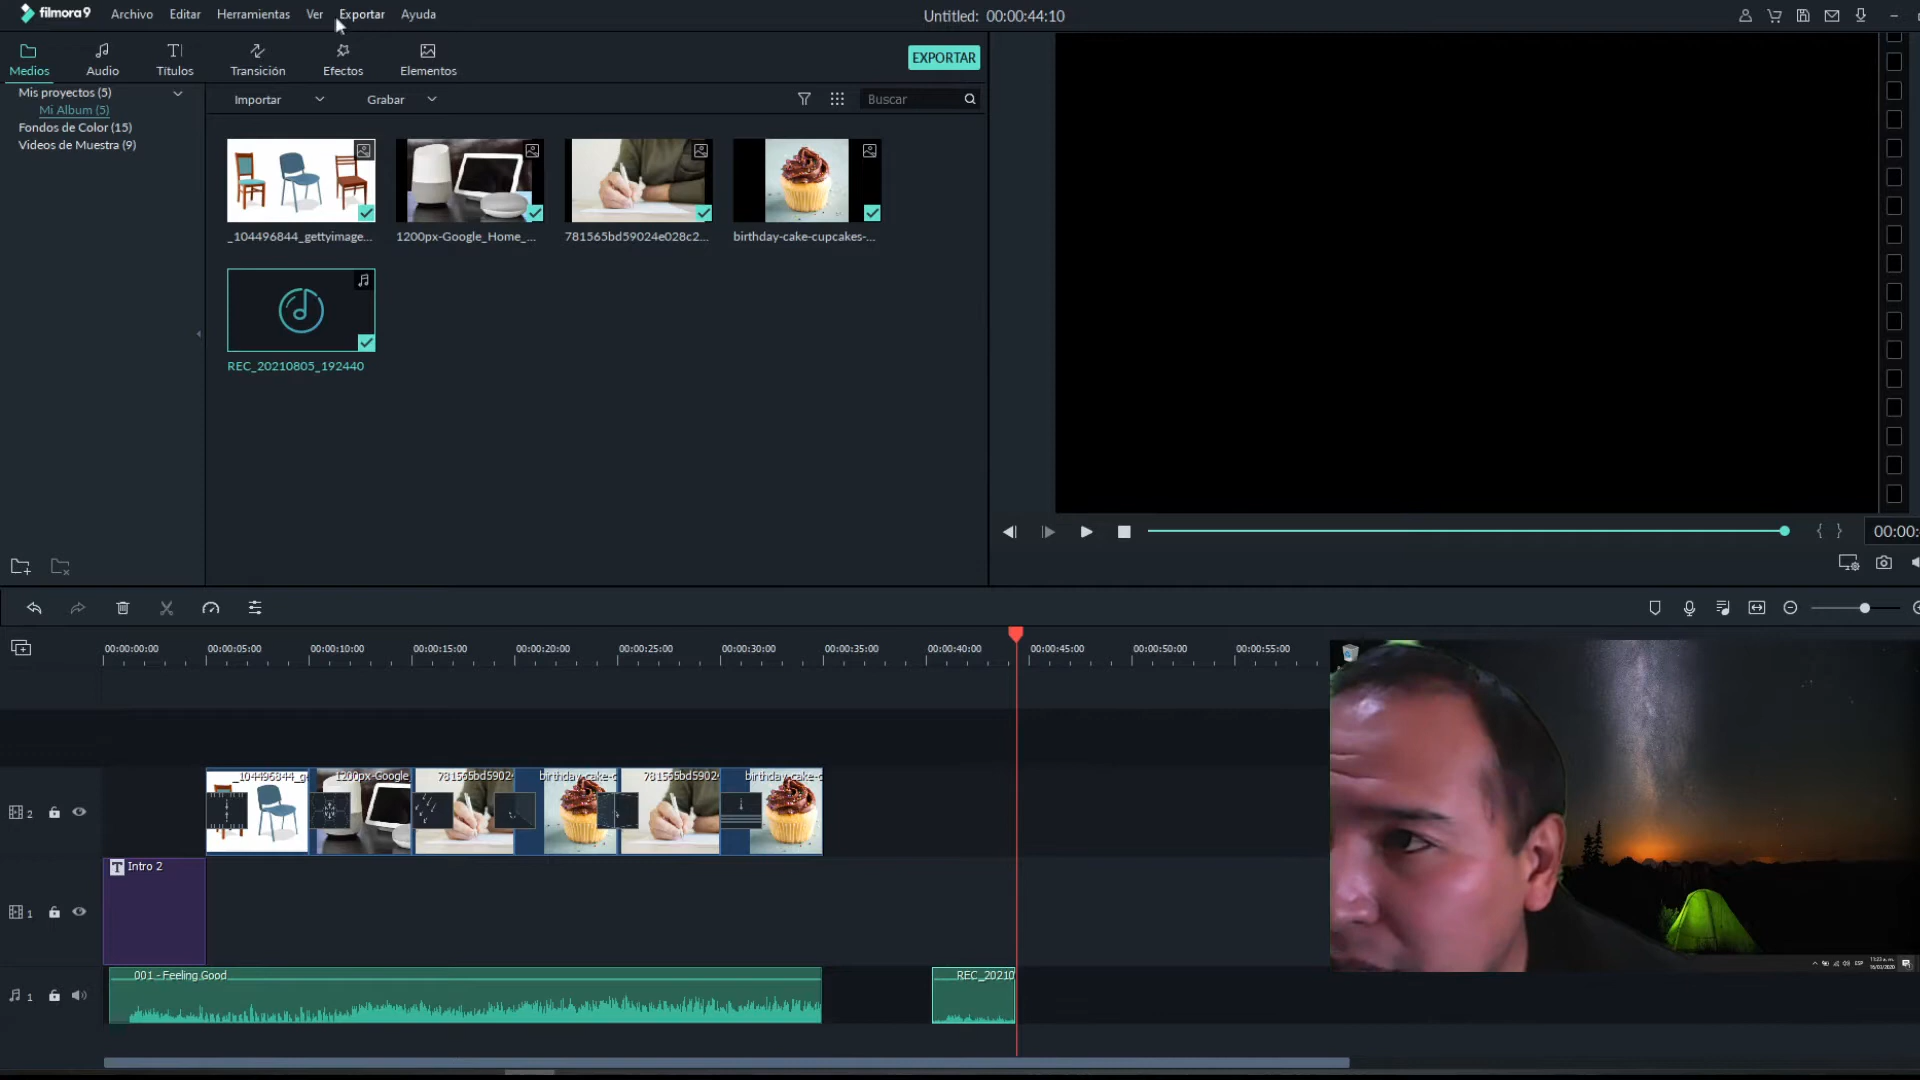 filmora9 Archivo Editar Herramientas Ver Exportar Ayuda Untitled: 00:00:44:10
Medios Audio Títulos Transición Efectos Elementos EXPORTAR
Mis proyectos (5)
Mi Album (5)
Fondos de Color (15)
Videos de Muestra (9)
Importar Grabar Buscar
_104496844_gettyimage... 1200px-Google_Home_... 781565bd59024e028c2... birthday-cake-cupcakes-...
REC_20210805_192440
00:00:
00:00:00:00 00:00:05:00 00:00:10:00 00:00:15:00 00:00:20:00 00:00:25:00 00:00:30:00 00:00:35:00 00:00:40:00 00:00:45:00 00:00:50:00 00:00:55:00
_104496844_g 1200px-Google_ 781565bd5902 birthday-cake-c 781565bd5902 birthday-cake-c
2
T Intro 2
1
001 - Feeling Good REC_20210
1
ESP